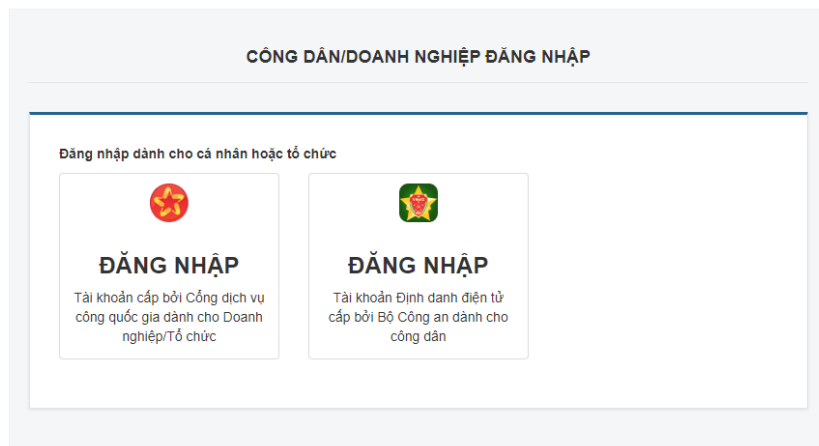 CÔNG DÂN/DOANH NGHIỆP ĐĂNG NHẬP
Đăng nhập dành cho cá nhân hoặc tổ chức
ĐĂNG NHẬP
Tài khoản cấp bởi Cổng dịch vụ
công quốc gia dành cho Doanh
nghiệp/Tổ chức
ĐĂNG NHẬP
Tài khoản Định danh điện tử
cấp bởi Bộ Công an dành cho
công dân